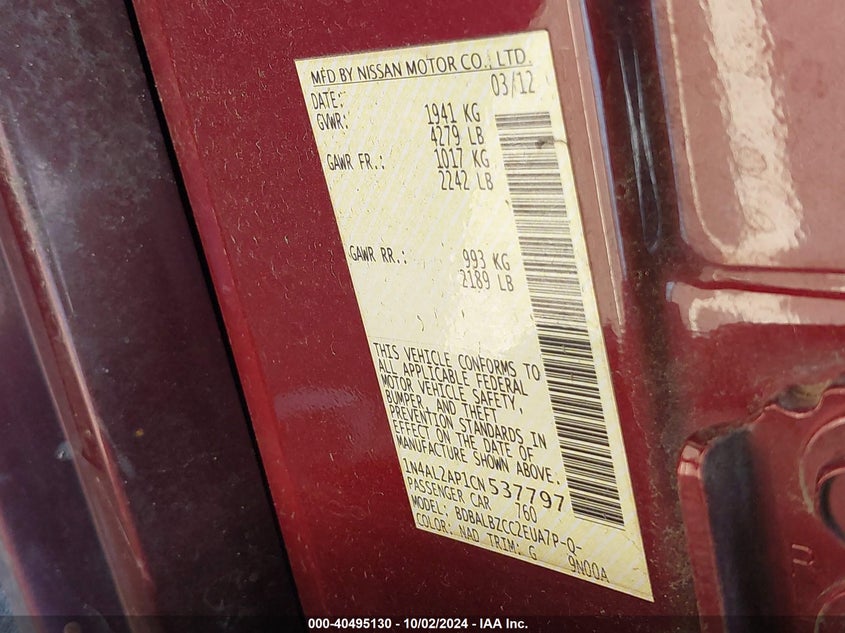 MFD BY NISSAN MOTOR CO., LTD.
DATE: 03/12
GVWR: 1941 KG
4279 LB
GAWR FR.: 1017 KG
2242 LB
GAWR RR.: 993 KG
2189 LB
THIS VEHICLE CONFORMS TO
ALL APPLICABLE FEDERAL
MOTOR VEHICLE SAFETY,
BUMPER, AND THEFT
PREVENTION STANDARDS IN
EFFECT ON THE DATE OF
MANUFACTURE SHOWN ABOVE.
1N4AL2AP1CN537797
PASSENGER CAR 760
MODEL: BDBALBZCC2EUA7P-Q-
COLOR: NAD TRIM: G 9N00A
000-40495130 - 10/02/2024 - IAA Inc.